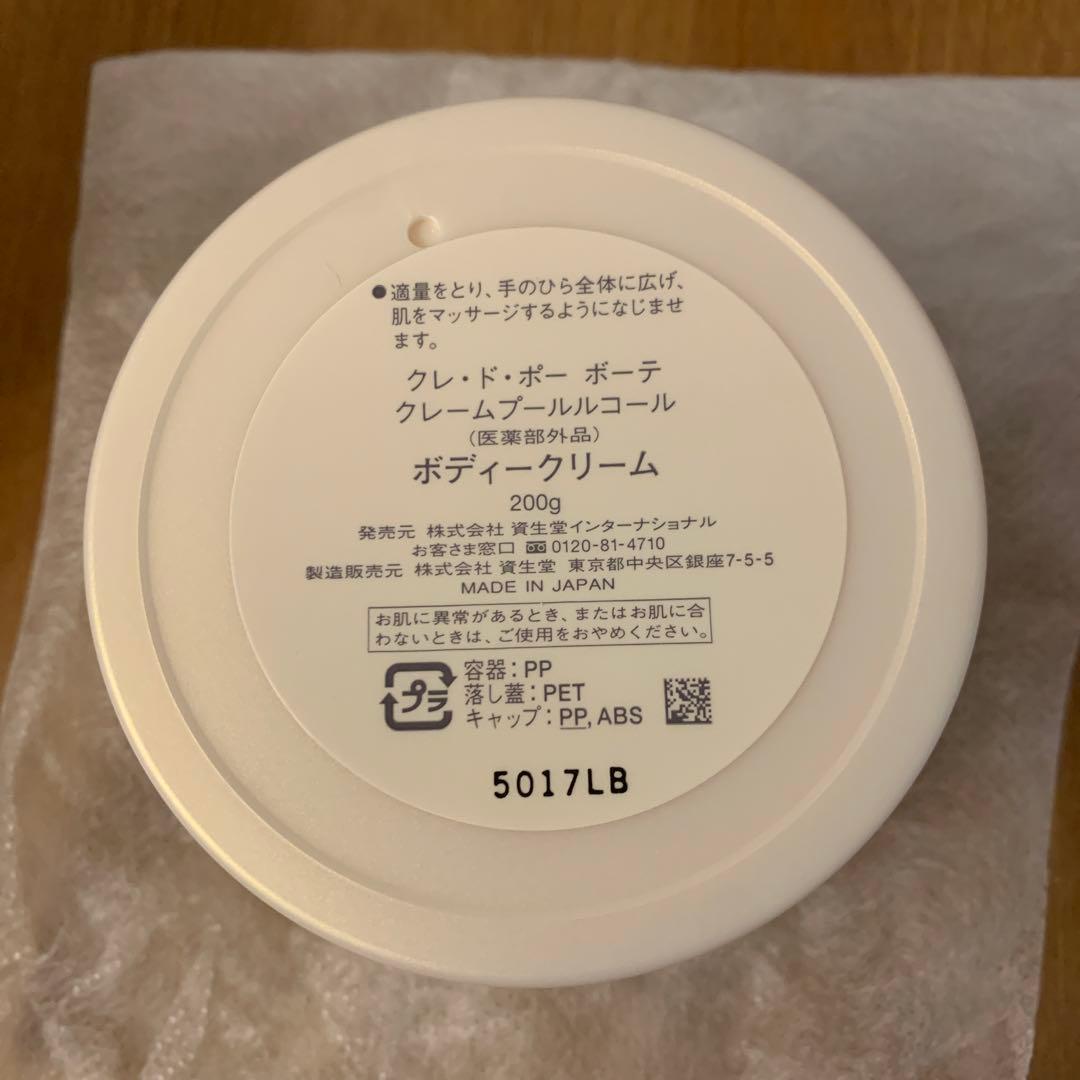 ●適量をとり、手のひら全体に広げ、
肌をマッサージするようになじませ
ます。
クレ・ド・ポー ボーテ
クレームプールルコール
（医薬部外品）
ボディークリーム
200g
発売元 株式会社 資生堂インターナショナル
お客さま窓口 0120-81-4710
製造販売元 株式会社 資生堂 東京都中央区銀座7-5-5
MADE IN JAPAN
お肌に異常があるとき、またはお肌に合
わないときは、ご使用をおやめください。
プラ
容器：PP
落し蓋：PET
キャップ：PP, ABS
5017LB